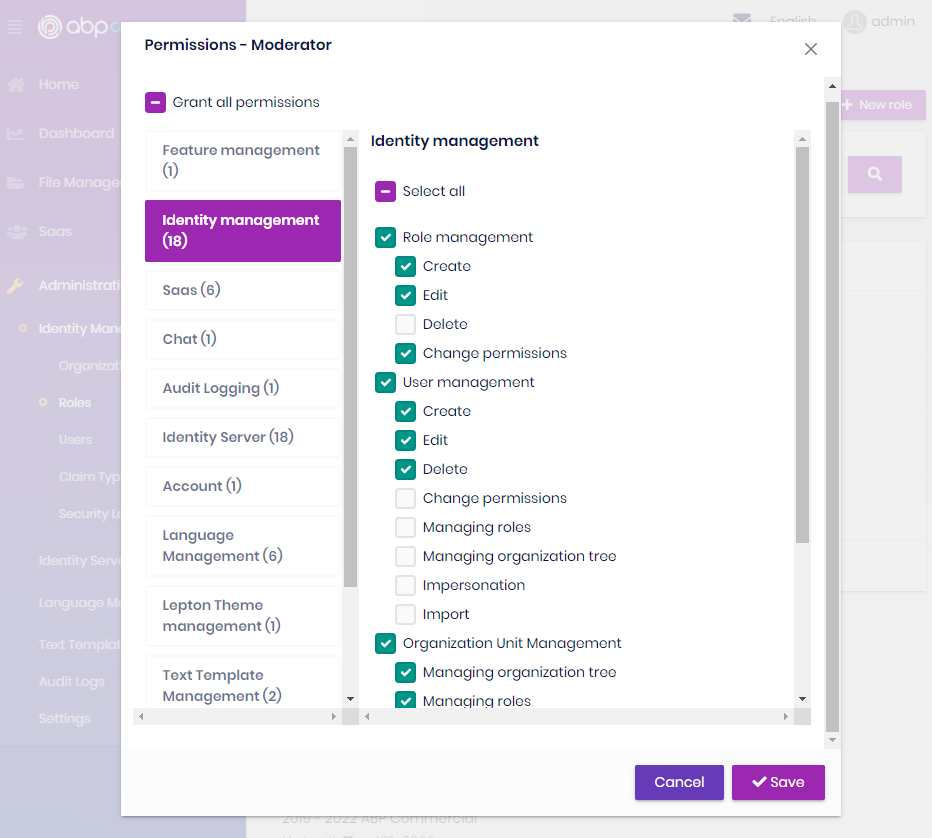 abp
Home
Dashboard
File Manage
Saas
Administrati
Identity Man
Organizat
Roles
Users
Claim Typ
Security Lo
Identity Serve
Language Ma
Text Templat
Audit Logs
Settings
English
admin
+ New role
Permissions - Moderator
Grant all permissions
Feature management
(1)
Identity management
(18)
Saas (6)
Chat (1)
Audit Logging (1)
Identity Server (18)
Account (1)
Language
Management (6)
Lepton Theme
management (1)
Text Template
Management (2)
Identity management
Select all
Role management
Create
Edit
Delete
Change permissions
User management
Create
Edit
Delete
Change permissions
Managing roles
Managing organization tree
Impersonation
Import
Organization Unit Management
Managing organization tree
Managing roles
Cancel
Save
2019 - 2022 ABP Commercial